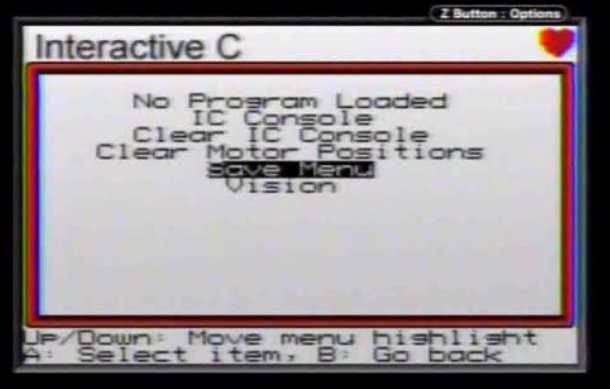 Z Button : Options
Interactive C
No Program Loaded
IC Console
Clear IC Console
Clear Motor Positions
Save Menu
Vision
Up/Down: Move menu highlight
A: Select item, B: Go back